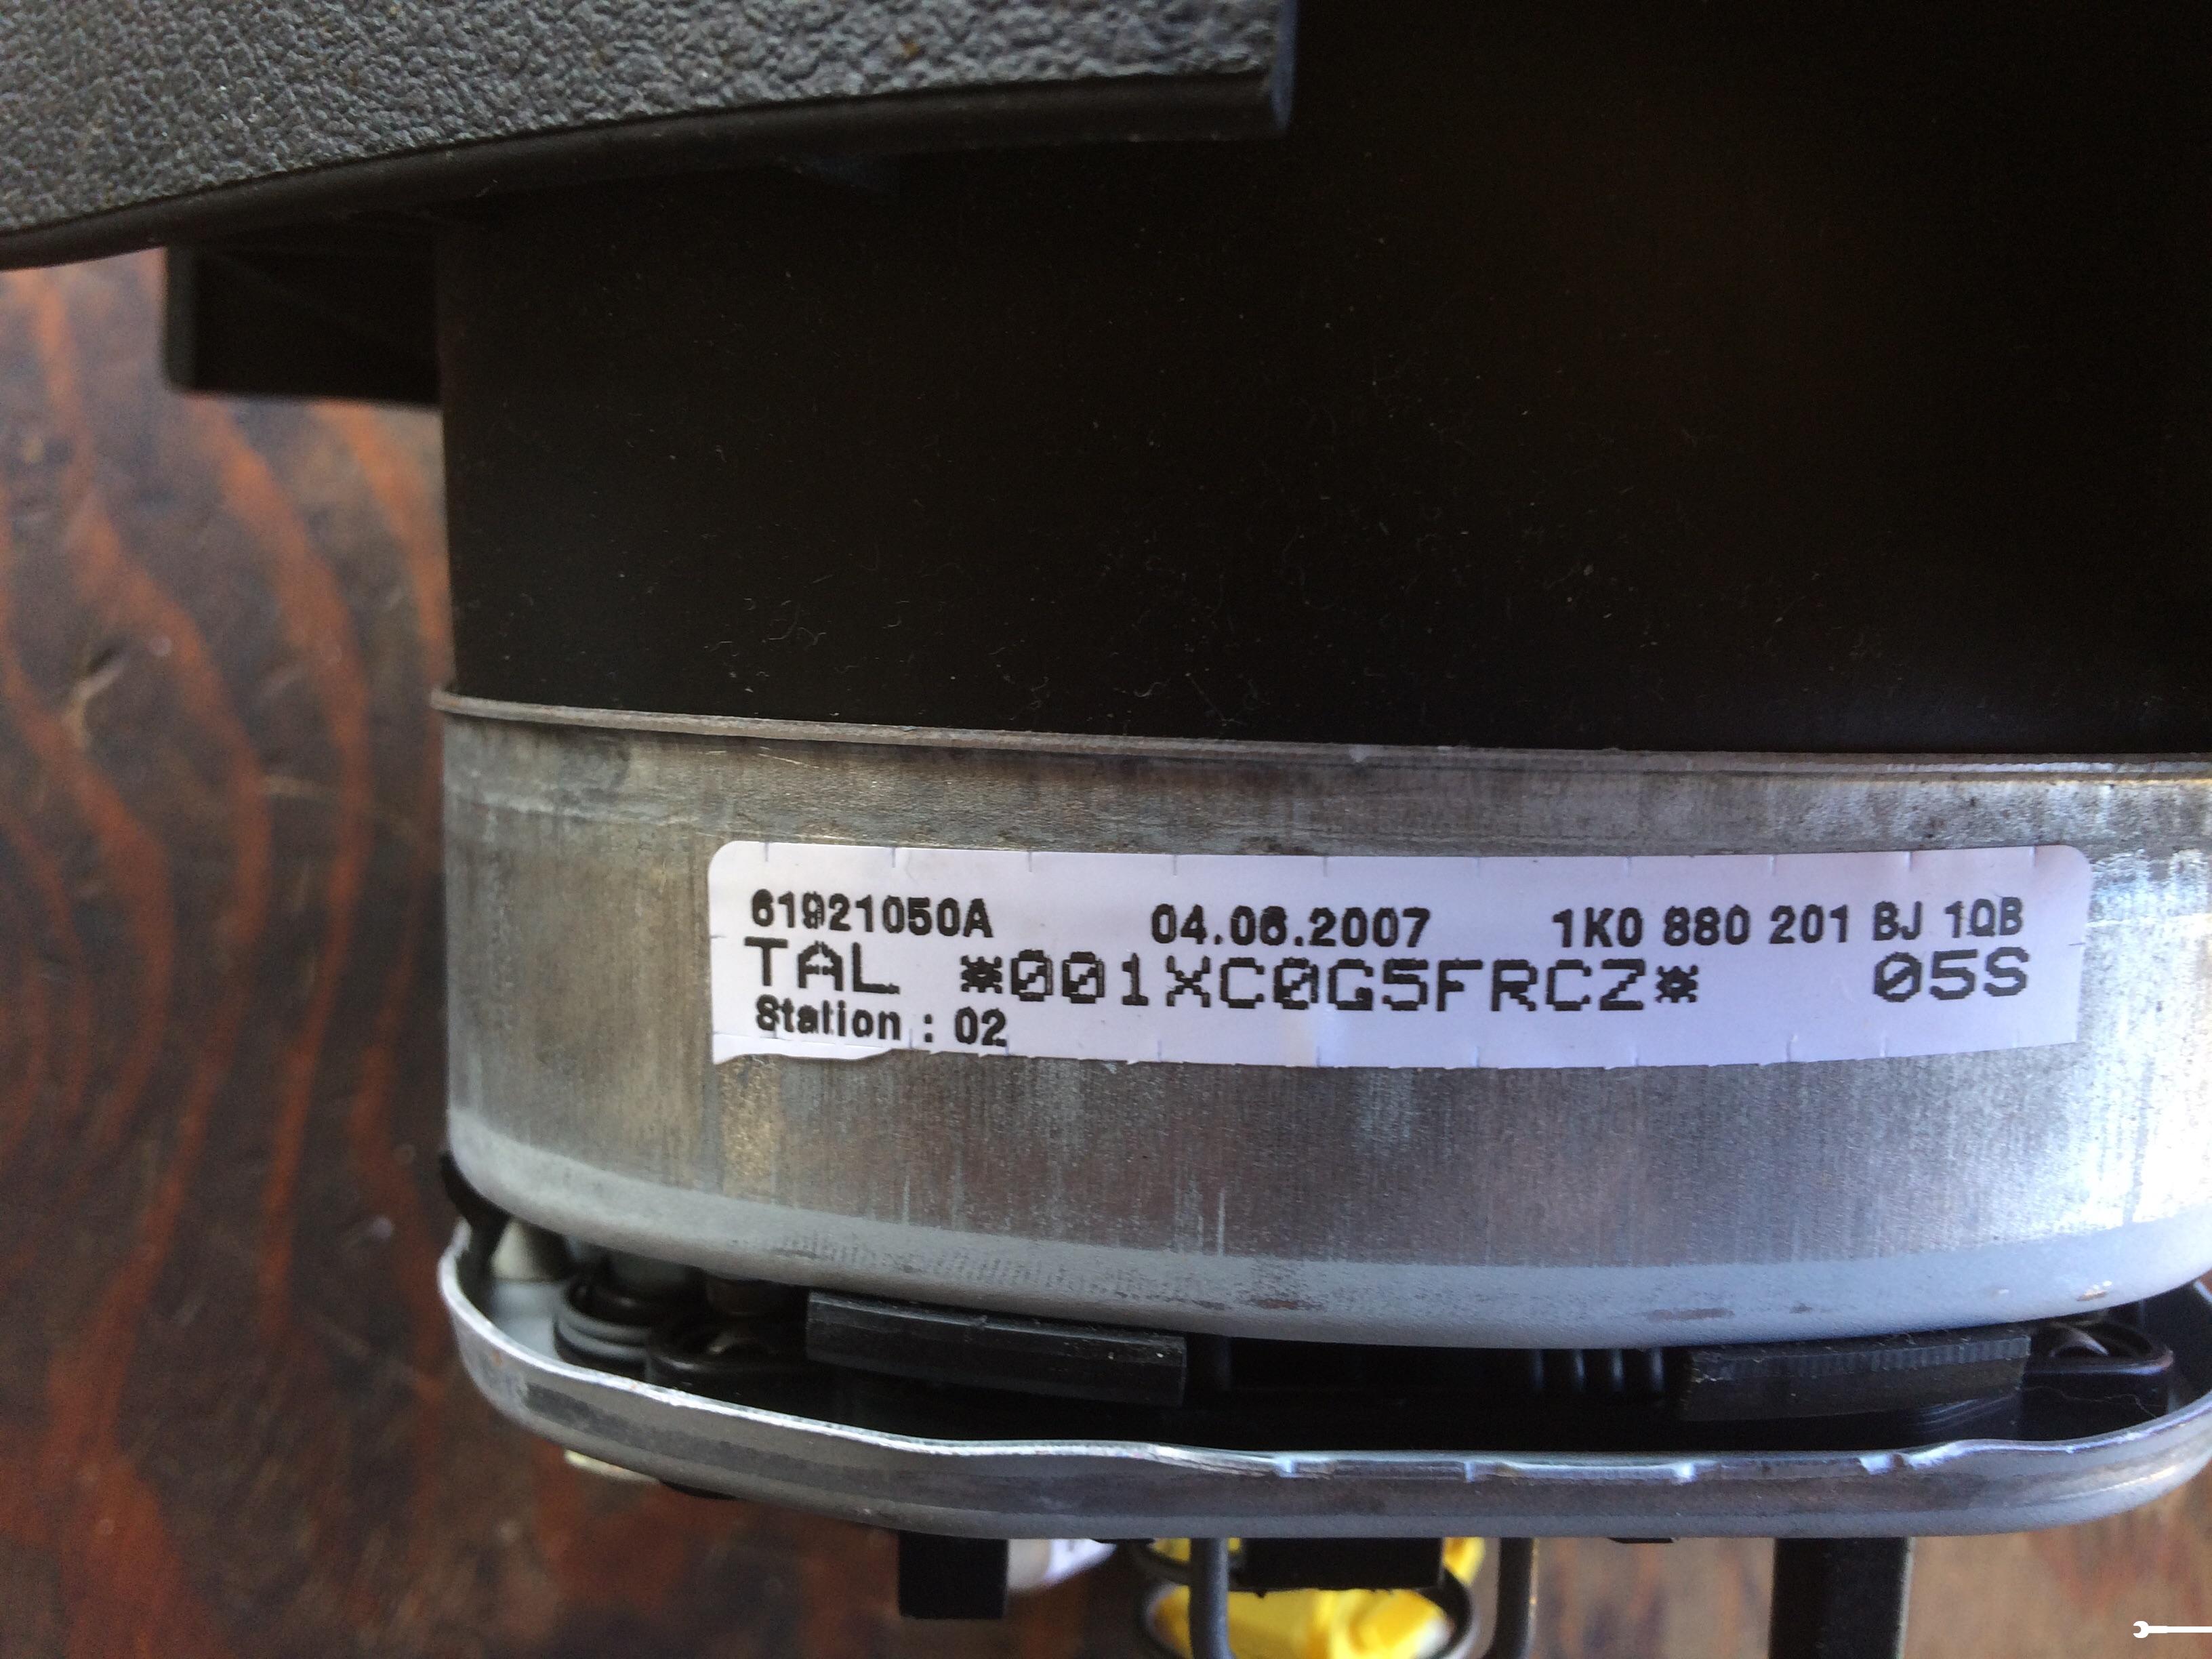 61921050A 04.06.2007 1K0 880 201 BJ 1QB
TAL *001XC0G5FRCZ* 05S
Station : 02